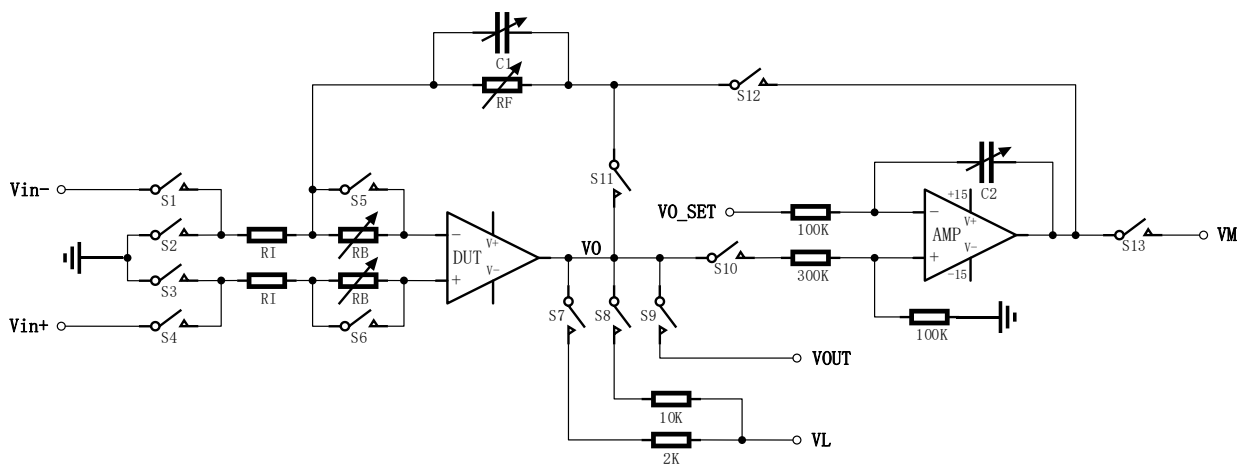 C1
RF
S12
Vin-
S1
S5
S11
VO_SET
100K
C2
+15
V+
AMP
V-
-15
S13
VM
S2
RI
RB
V+
DUT
V-
VO
S10
300K
S3
RI
RB
Vin+
S4
S6
S7
S8
S9
100K
VOUT
10K
2K
VL
−
+
−
+